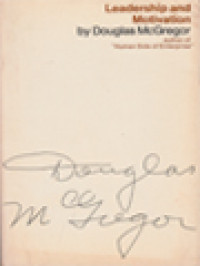 Leadership and
Motivation
by Douglas McGregor
author of
"Human Side of Enterprise"
Douglas
McGregor